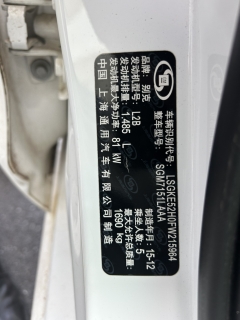 品牌：别克
发动机型号：L2B
发动机排量：1.485 L
发动机最大净功率：81 kW
中国 上海通用汽车有限公司制造
车辆识别代号：LSGKE52H0FW215964
整车型号：SGM7151LAAA
制造年月：15-12
乘坐人数：5
最大允许总质量：
1690 kg